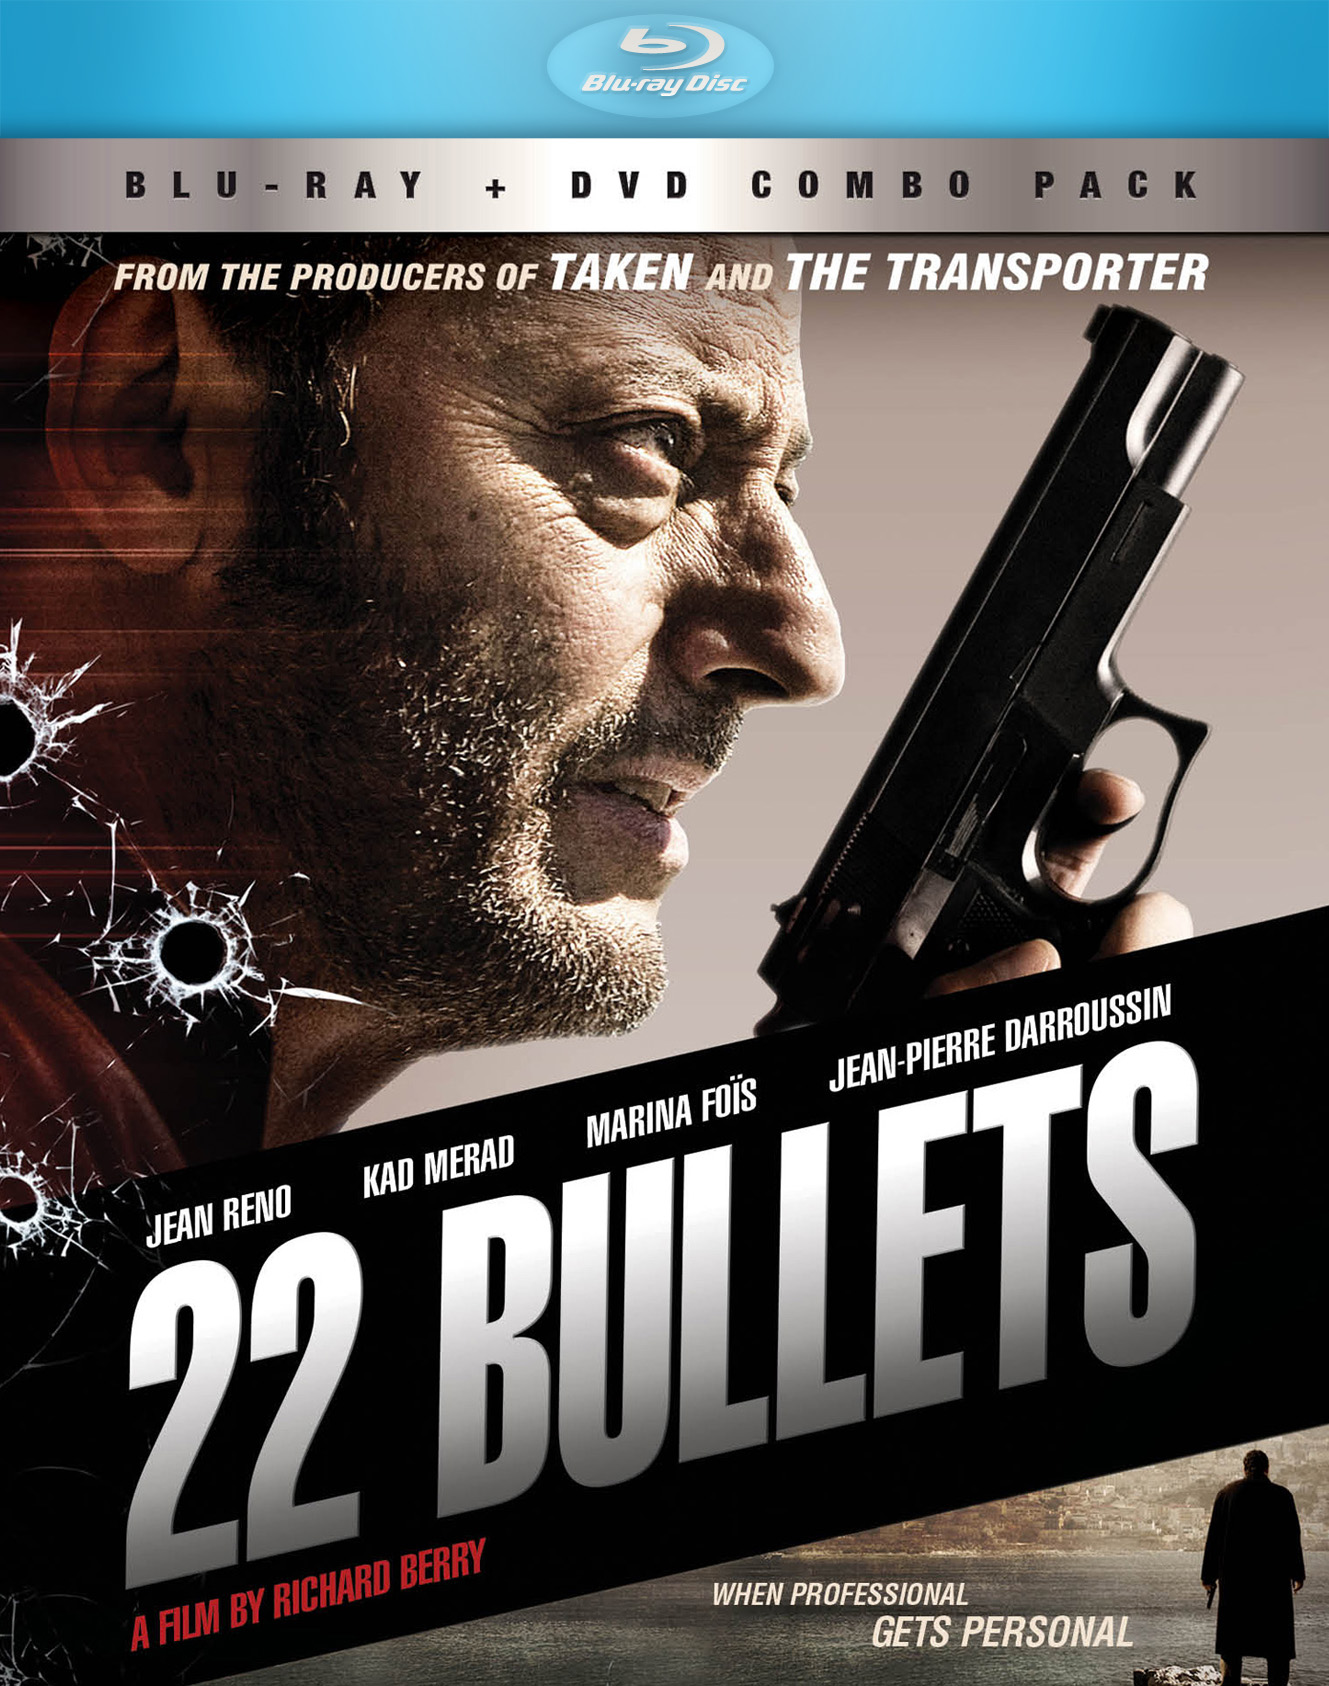 Blu-ray Disc
BLU-RAY + DVD COMBO PACK
FROM THE PRODUCERS OF TAKEN AND THE TRANSPORTER
JEAN RENO KAD MERAD MARINA FOÏS JEAN-PIERRE DARROUSSIN
22 BULLETS
A FILM BY RICHARD BERRY
WHEN PROFESSIONAL
GETS PERSONAL